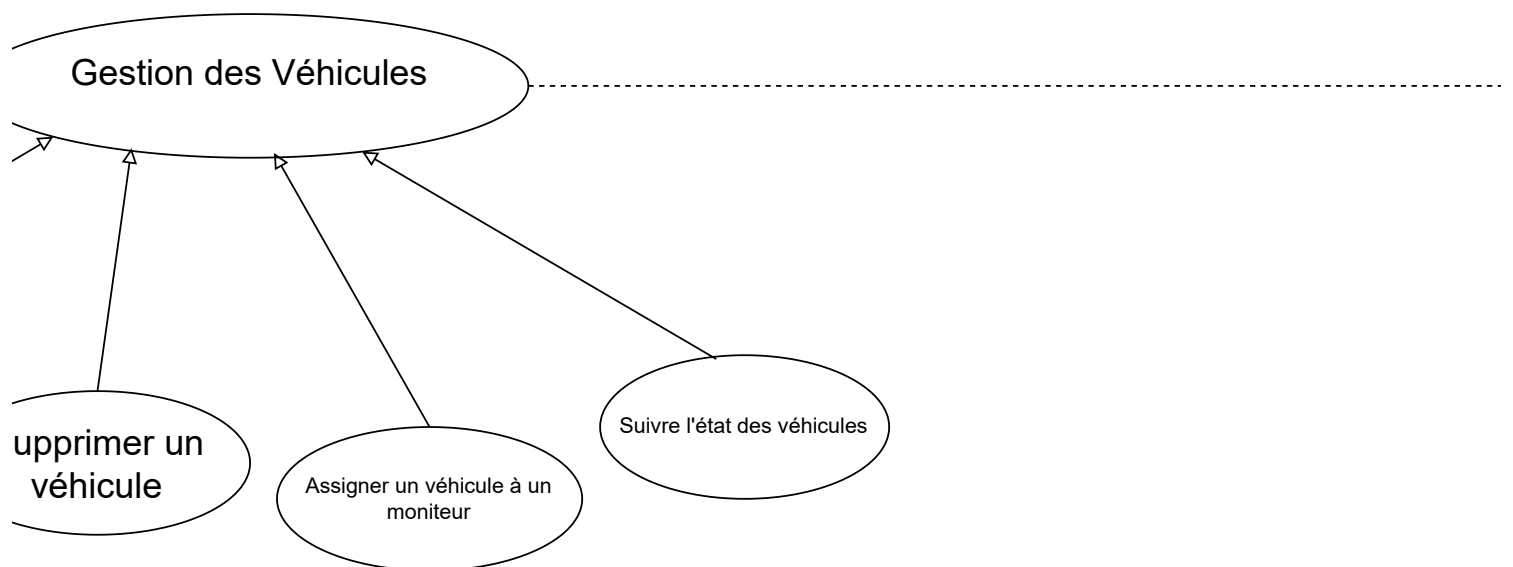 Gestion des Véhicules
Suivre l'état des véhicules
upprimer un
véhicule
Assigner un véhicule à un
moniteur